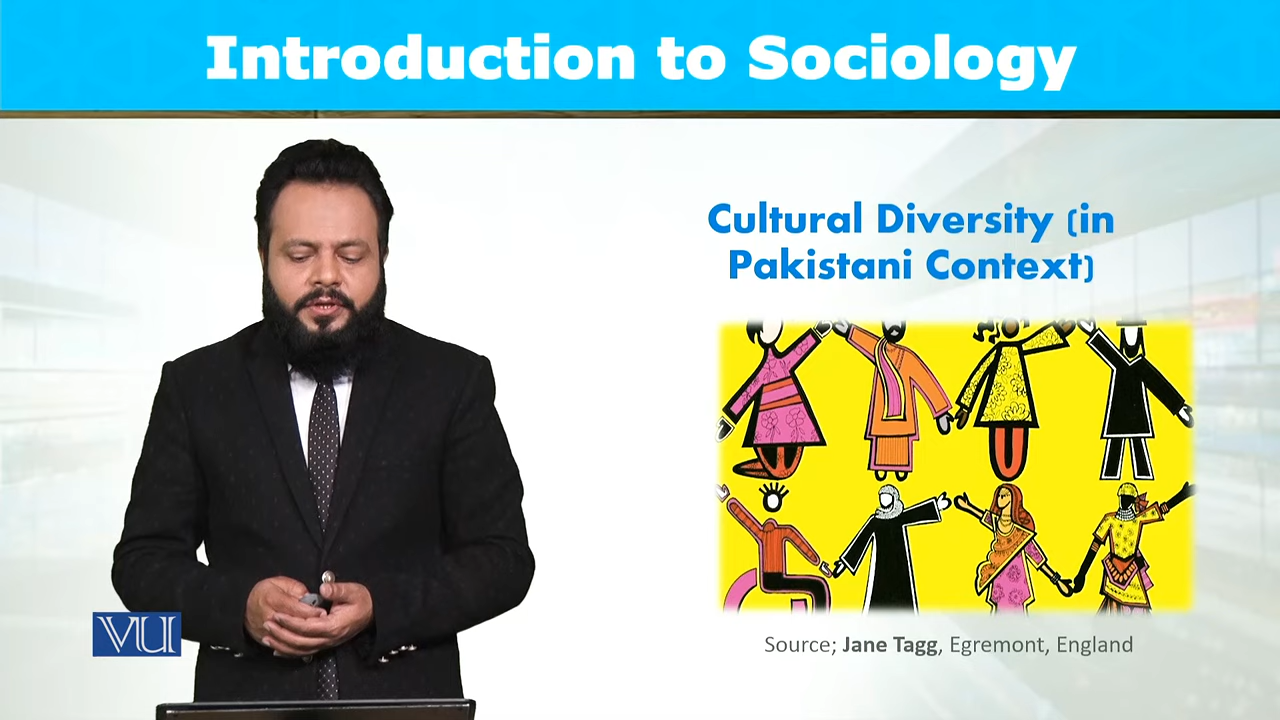 Introduction to Sociology
Cultural Diversity (in
Pakistani Context)
VU
Source; Jane Tagg, Egremont, England